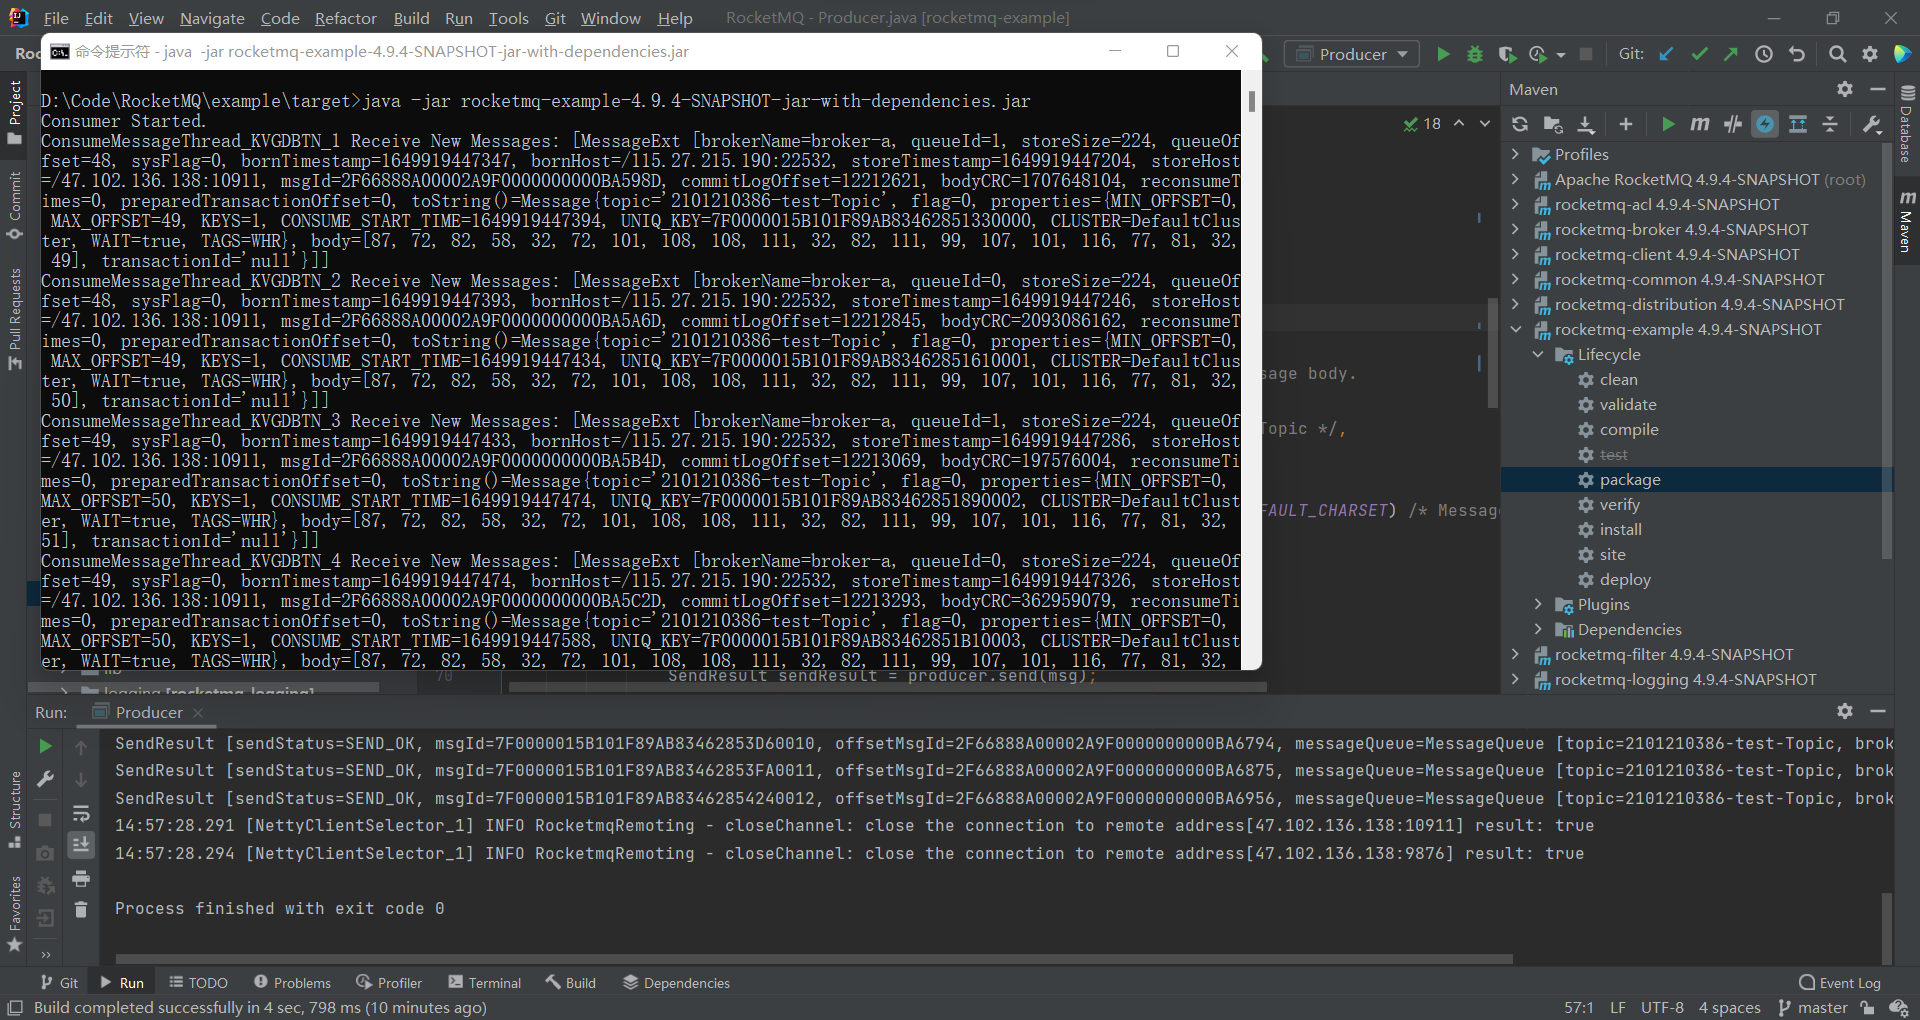 File Edit View Navigate Code Refactor Build Run Tools Git Window Help RocketMQ - Producer.java [rocketmq-example]
命令提示符 - java -jar rocketmq-example-4.9.4-SNAPSHOT-jar-with-dependencies.jar
Producer
Git:
D:\Code\RocketMQ\example\target>java -jar rocketmq-example-4.9.4-SNAPSHOT-jar-with-dependencies.jar
Consumer Started.
ConsumeMessageThread_KVGDBTN_1 Receive New Messages: [MessageExt [brokerName=broker-a, queueId=1, storeSize=224, queueOf
fset=48, sysFlag=0, bornTimestamp=1649919447347, bornHost=/115.27.215.190:22532, storeTimestamp=1649919447204, storeHost
=/47.102.136.138:10911, msgId=2F66888A00002A9F0000000000BA598D, commitLogOffset=12212621, bodyCRC=1707648104, reconsumeT
imes=0, preparedTransactionOffset=0, toString()=Message{topic='2101210386-test-Topic', flag=0, properties={MIN_OFFSET=0,
MAX_OFFSET=49, KEYS=1, CONSUME_START_TIME=1649919447394, UNIQ_KEY=7F0000015B101F89AB83462851330000, CLUSTER=DefaultClus
ter, WAIT=true, TAGS=WHR}, body=[87, 72, 82, 58, 32, 72, 101, 108, 108, 111, 32, 82, 111, 99, 107, 101, 116, 77, 81, 32,
49], transactionId='null'}]]
ConsumeMessageThread_KVGDBTN_2 Receive New Messages: [MessageExt [brokerName=broker-a, queueId=0, storeSize=224, queueOf
fset=48, sysFlag=0, bornTimestamp=1649919447393, bornHost=/115.27.215.190:22532, storeTimestamp=1649919447246, storeHost
=/47.102.136.138:10911, msgId=2F66888A00002A9F0000000000BA5A6D, commitLogOffset=12212845, bodyCRC=2093086162, reconsumeT
imes=0, preparedTransactionOffset=0, toString()=Message{topic='2101210386-test-Topic', flag=0, properties={MIN_OFFSET=0,
MAX_OFFSET=49, KEYS=1, CONSUME_START_TIME=1649919447434, UNIQ_KEY=7F0000015B101F89AB83462851610001, CLUSTER=DefaultClus
ter, WAIT=true, TAGS=WHR}, body=[87, 72, 82, 58, 32, 72, 101, 108, 108, 111, 32, 82, 111, 99, 107, 101, 116, 77, 81, 32,
50], transactionId='null'}]]
ConsumeMessageThread_KVGDBTN_3 Receive New Messages: [MessageExt [brokerName=broker-a, queueId=1, storeSize=224, queueOf
fset=49, sysFlag=0, bornTimestamp=1649919447433, bornHost=/115.27.215.190:22532, storeTimestamp=1649919447286, storeHost
=/47.102.136.138:10911, msgId=2F66888A00002A9F0000000000BA5B4D, commitLogOffset=12213069, bodyCRC=197576004, reconsumeTi
mes=0, preparedTransactionOffset=0, toString()=Message{topic='2101210386-test-Topic', flag=0, properties={MIN_OFFSET=0,
MAX_OFFSET=50, KEYS=1, CONSUME_START_TIME=1649919447474, UNIQ_KEY=7F0000015B101F89AB83462851890002, CLUSTER=DefaultClust
er, WAIT=true, TAGS=WHR}, body=[87, 72, 82, 58, 32, 72, 101, 108, 108, 111, 32, 82, 111, 99, 107, 101, 116, 77, 81, 32,
51], transactionId='null'}]]
ConsumeMessageThread_KVGDBTN_4 Receive New Messages: [MessageExt [brokerName=broker-a, queueId=0, storeSize=224, queueOf
fset=49, sysFlag=0, bornTimestamp=1649919447474, bornHost=/115.27.215.190:22532, storeTimestamp=1649919447326, storeHost
=/47.102.136.138:10911, msgId=2F66888A00002A9F0000000000BA5C2D, commitLogOffset=12213293, bodyCRC=362959079, reconsumeTi
mes=0, preparedTransactionOffset=0, toString()=Message{topic='2101210386-test-Topic', flag=0, properties={MIN_OFFSET=0,
MAX_OFFSET=50, KEYS=1, CONSUME_START_TIME=1649919447588, UNIQ_KEY=7F0000015B101F89AB83462851B10003, CLUSTER=DefaultClust
er, WAIT=true, TAGS=WHR}, body=[87, 72, 82, 58, 32, 72, 101, 108, 108, 111, 32, 82, 111, 99, 107, 101, 116, 77, 81, 32,
18
sage body.
Topic */,
FAULT_CHARSET) /* Messag
70 SendResult sendResult = producer.send(msg);
logging [rocketmq-logging]
Project
Commit
Pull Requests
Structure
Favorites
Maven
Profiles
Apache RocketMQ 4.9.4-SNAPSHOT (root)
rocketmq-acl 4.9.4-SNAPSHOT
rocketmq-broker 4.9.4-SNAPSHOT
rocketmq-client 4.9.4-SNAPSHOT
rocketmq-common 4.9.4-SNAPSHOT
rocketmq-distribution 4.9.4-SNAPSHOT
rocketmq-example 4.9.4-SNAPSHOT
Lifecycle
clean
validate
compile
test
package
verify
install
site
deploy
Plugins
Dependencies
rocketmq-filter 4.9.4-SNAPSHOT
rocketmq-logging 4.9.4-SNAPSHOT
Database
Maven
Run: Producer
SendResult [sendStatus=SEND_OK, msgId=7F0000015B101F89AB83462853D60010, offsetMsgId=2F66888A00002A9F0000000000BA6794, messageQueue=MessageQueue [topic=2101210386-test-Topic, brok
SendResult [sendStatus=SEND_OK, msgId=7F0000015B101F89AB83462853FA0011, offsetMsgId=2F66888A00002A9F0000000000BA6875, messageQueue=MessageQueue [topic=2101210386-test-Topic, brok
SendResult [sendStatus=SEND_OK, msgId=7F0000015B101F89AB83462854240012, offsetMsgId=2F66888A00002A9F0000000000BA6956, messageQueue=MessageQueue [topic=2101210386-test-Topic, brok
14:57:28.291 [NettyClientSelector_1] INFO RocketmqRemoting - closeChannel: close the connection to remote address[47.102.136.138:10911] result: true
14:57:28.294 [NettyClientSelector_1] INFO RocketmqRemoting - closeChannel: close the connection to remote address[47.102.136.138:9876] result: true
Process finished with exit code 0
Git Run TODO Problems Profiler Terminal Build Dependencies Event Log
Build completed successfully in 4 sec, 798 ms (10 minutes ago) 57:1 LF UTF-8 4 spaces master